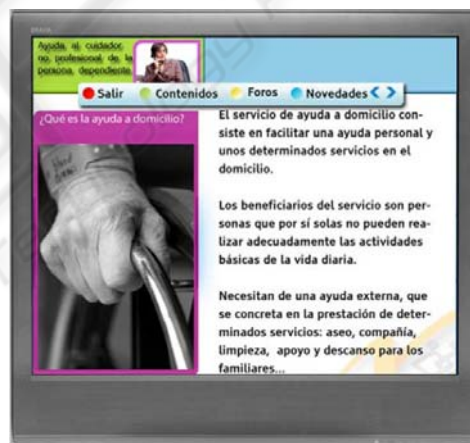 Ayuda al cuidador
no profesional de la
persona dependiente
Salir Contenidos Foros Novedades
¿Qué es la ayuda a domicilio?
El servicio de ayuda a domicilio con-
siste en facilitar una ayuda personal y
unos determinados servicios en el
domicilio.
Los beneficiarios del servicio son per-
sonas que por sí solas no pueden rea-
lizar adecuadamente las actividades
básicas de la vida diaria.
Necesitan de una ayuda externa, que
se concreta en la prestación de deter-
minados servicios: aseo, compañía,
limpieza, apoyo y descanso para los
familiares...